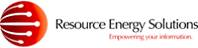 Resource Energy Solutions
Empowering your information.